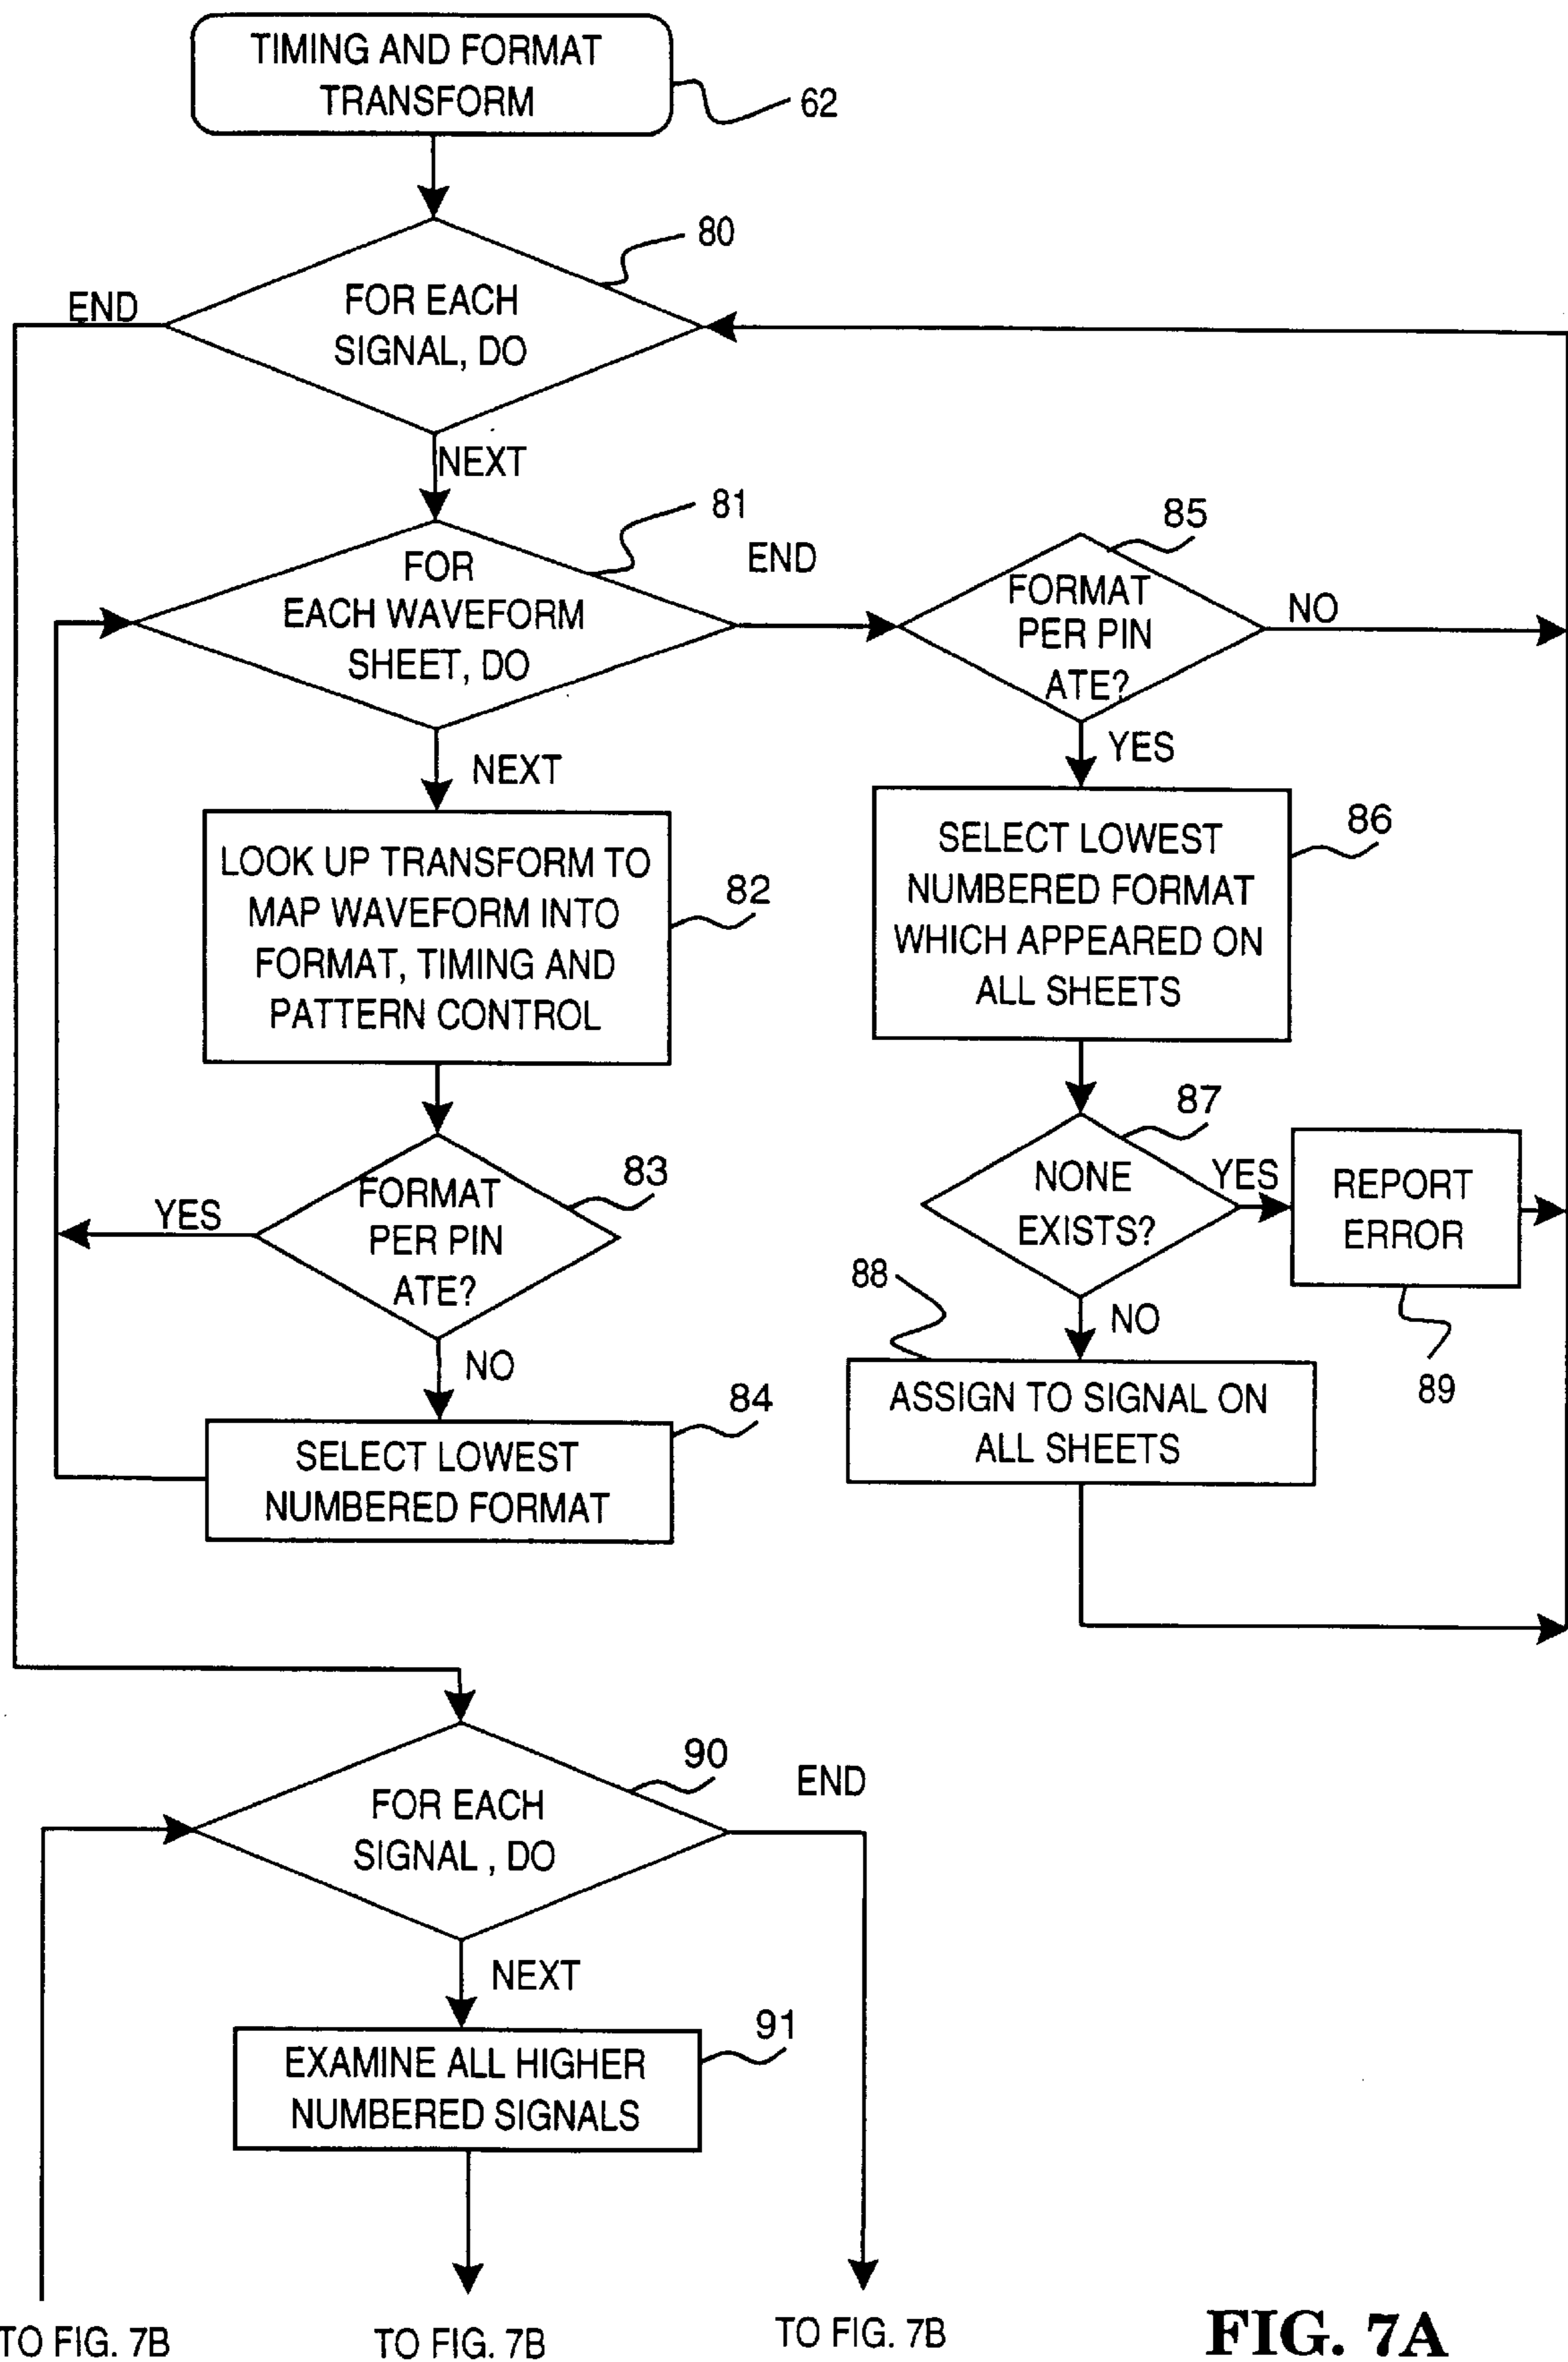 TIMING AND FORMAT
TRANSFORM
62
80
FOR EACH
SIGNAL, DO
END
NEXT
81
FOR
EACH WAVEFORM
SHEET, DO
END
85
FORMAT
PER PIN
ATE?
NO
YES
NEXT
LOOK UP TRANSFORM TO
MAP WAVEFORM INTO
FORMAT, TIMING AND
PATTERN CONTROL
82
SELECT LOWEST
NUMBERED FORMAT
WHICH APPEARED ON
ALL SHEETS
86
83
FORMAT
PER PIN
ATE?
YES
NO
87
NONE
EXISTS?
YES
REPORT
ERROR
89
NO
88
ASSIGN TO SIGNAL ON
ALL SHEETS
84
SELECT LOWEST
NUMBERED FORMAT
90
FOR EACH
SIGNAL , DO
END
NEXT
91
EXAMINE ALL HIGHER
NUMBERED SIGNALS
TO FIG. 7B
TO FIG. 7B
TO FIG. 7B
FIG. 7A